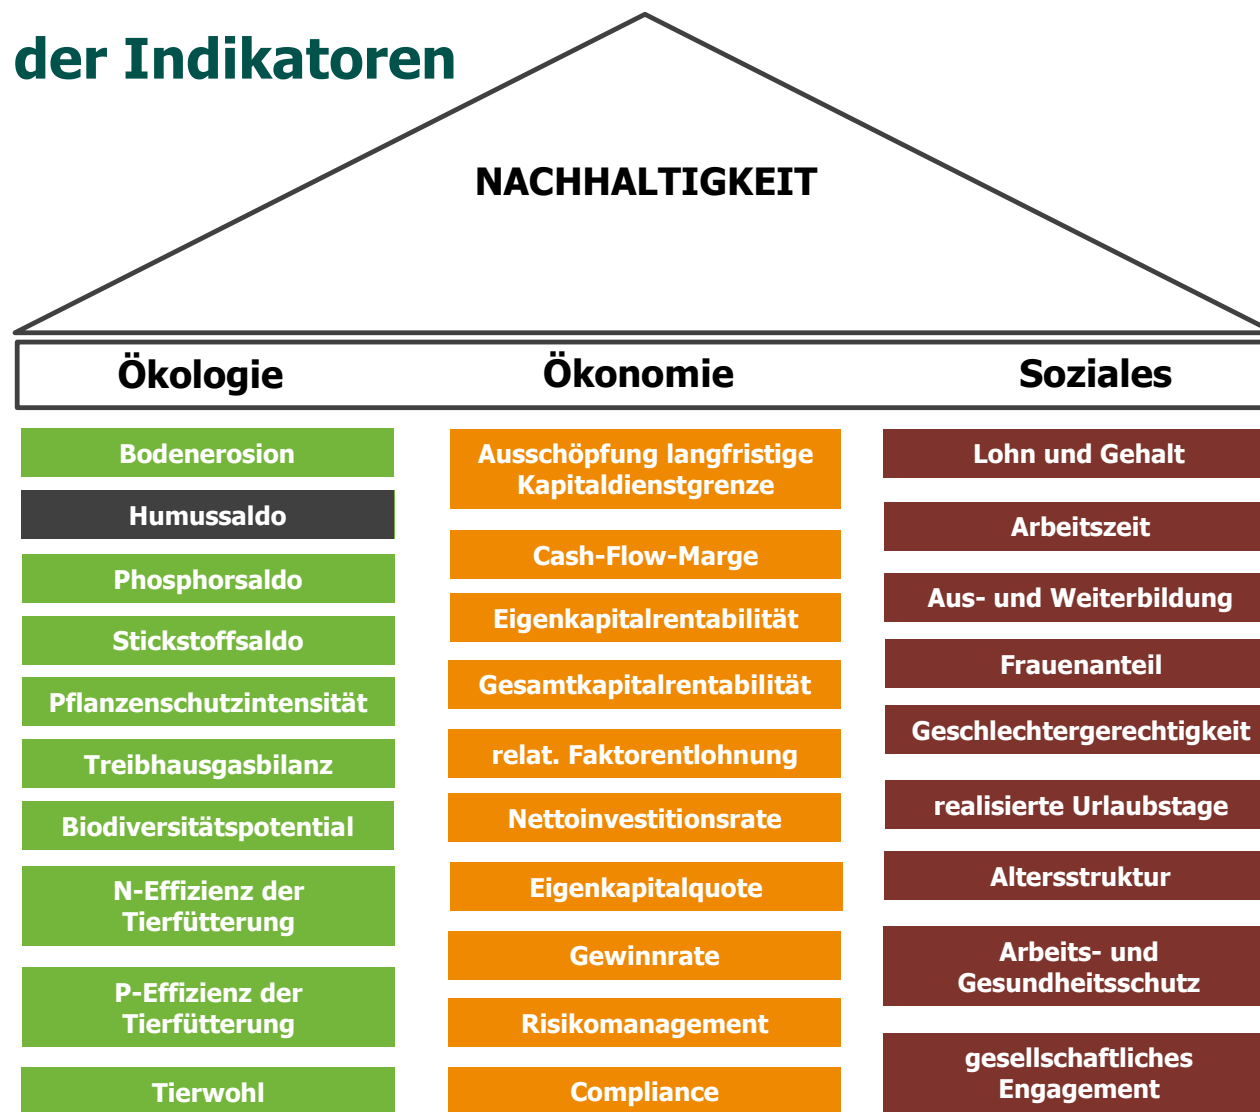 der Indikatoren
NACHHALTIGKEIT
Ökologie
Ökonomie
Soziales
Bodenerosion
Humussaldo
Phosphorsaldo
Stickstoffsaldo
Pflanzenschutzintensität
Treibhausgasbilanz
Biodiversitätspotential
N-Effizienz der
Tierfütterung
P-Effizienz der
Tierfütterung
Tierwohl
Ausschöpfung langfristige
Kapitaldienstgrenze
Cash-Flow-Marge
Eigenkapitalrentabilität
Gesamtkapitalrentabilität
relat. Faktorentlohnung
Nettoinvestitionsrate
Eigenkapitalquote
Gewinnrate
Risikomanagement
Compliance
Lohn und Gehalt
Arbeitszeit
Aus- und Weiterbildung
Frauenanteil
Geschlechtergerechtigkeit
realisierte Urlaubstage
Altersstruktur
Arbeits- und
Gesundheitsschutz
gesellschaftliches
Engagement